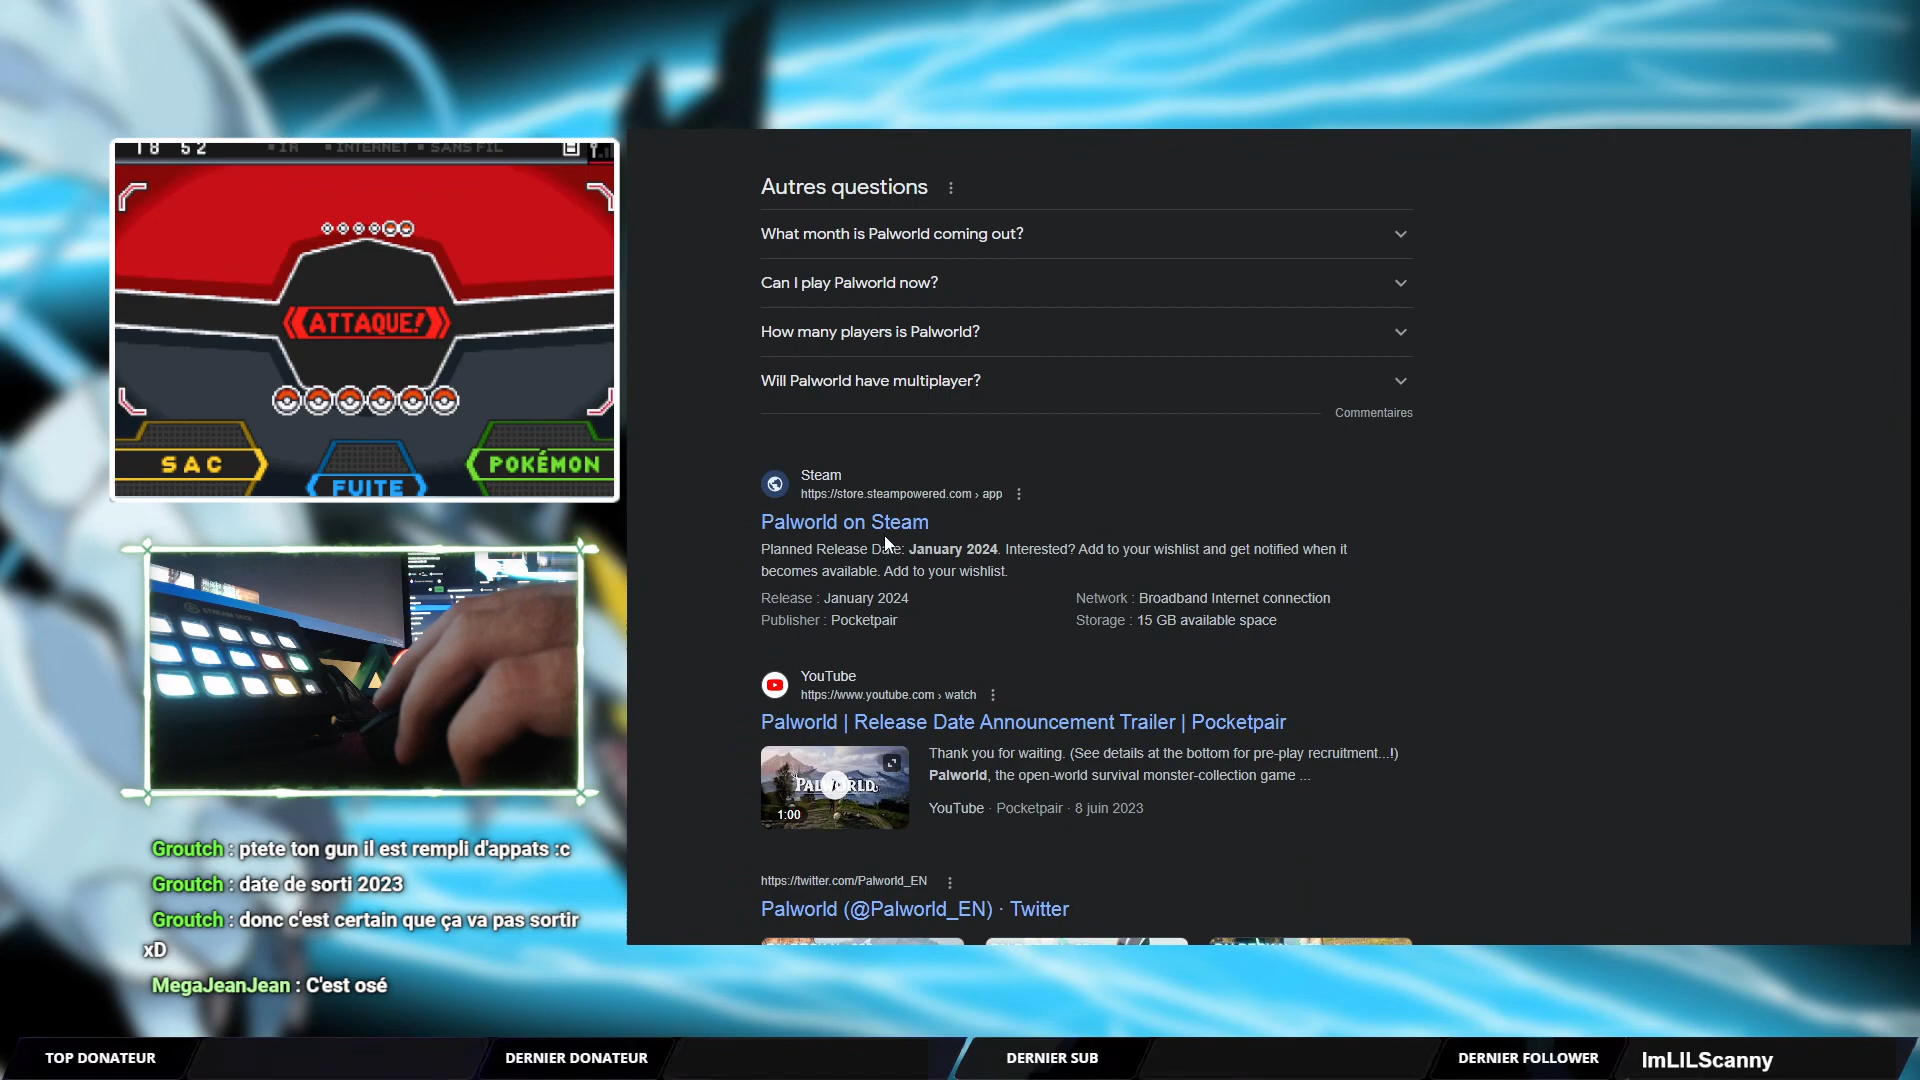 18 52
IR
INTERNET
SANS FIL
ATTAQUE!
SAC
FUITE
POKÉMON
STREAM DECK
Groutch : ptete ton gun il est rempli d'appats :c
Groutch : date de sorti 2023
Groutch : donc c'est certain que ça va pas sortir
xD
MegaJeanJean : C'est osé
Autres questions
What month is Palworld coming out?
Can I play Palworld now?
How many players is Palworld?
Will Palworld have multiplayer?
Commentaires
Steam
https://store.steampowered.com › app
Palworld on Steam
Planned Release Date: January 2024. Interested? Add to your wishlist and get notified when it
becomes available. Add to your wishlist.
Release : January 2024
Network : Broadband Internet connection
Publisher : Pocketpair
Storage : 15 GB available space
YouTube
https://www.youtube.com › watch
Palworld | Release Date Announcement Trailer | Pocketpair
PALWORLD
1:00
Thank you for waiting. (See details at the bottom for pre-play recruitment...!)
Palworld, the open-world survival monster-collection game ...
YouTube · Pocketpair · 8 juin 2023
https://twitter.com/Palworld_EN
Palworld (@Palworld_EN) · Twitter
TOP DONATEUR
DERNIER DONATEUR
DERNIER SUB
DERNIER FOLLOWER
ImLILScanny